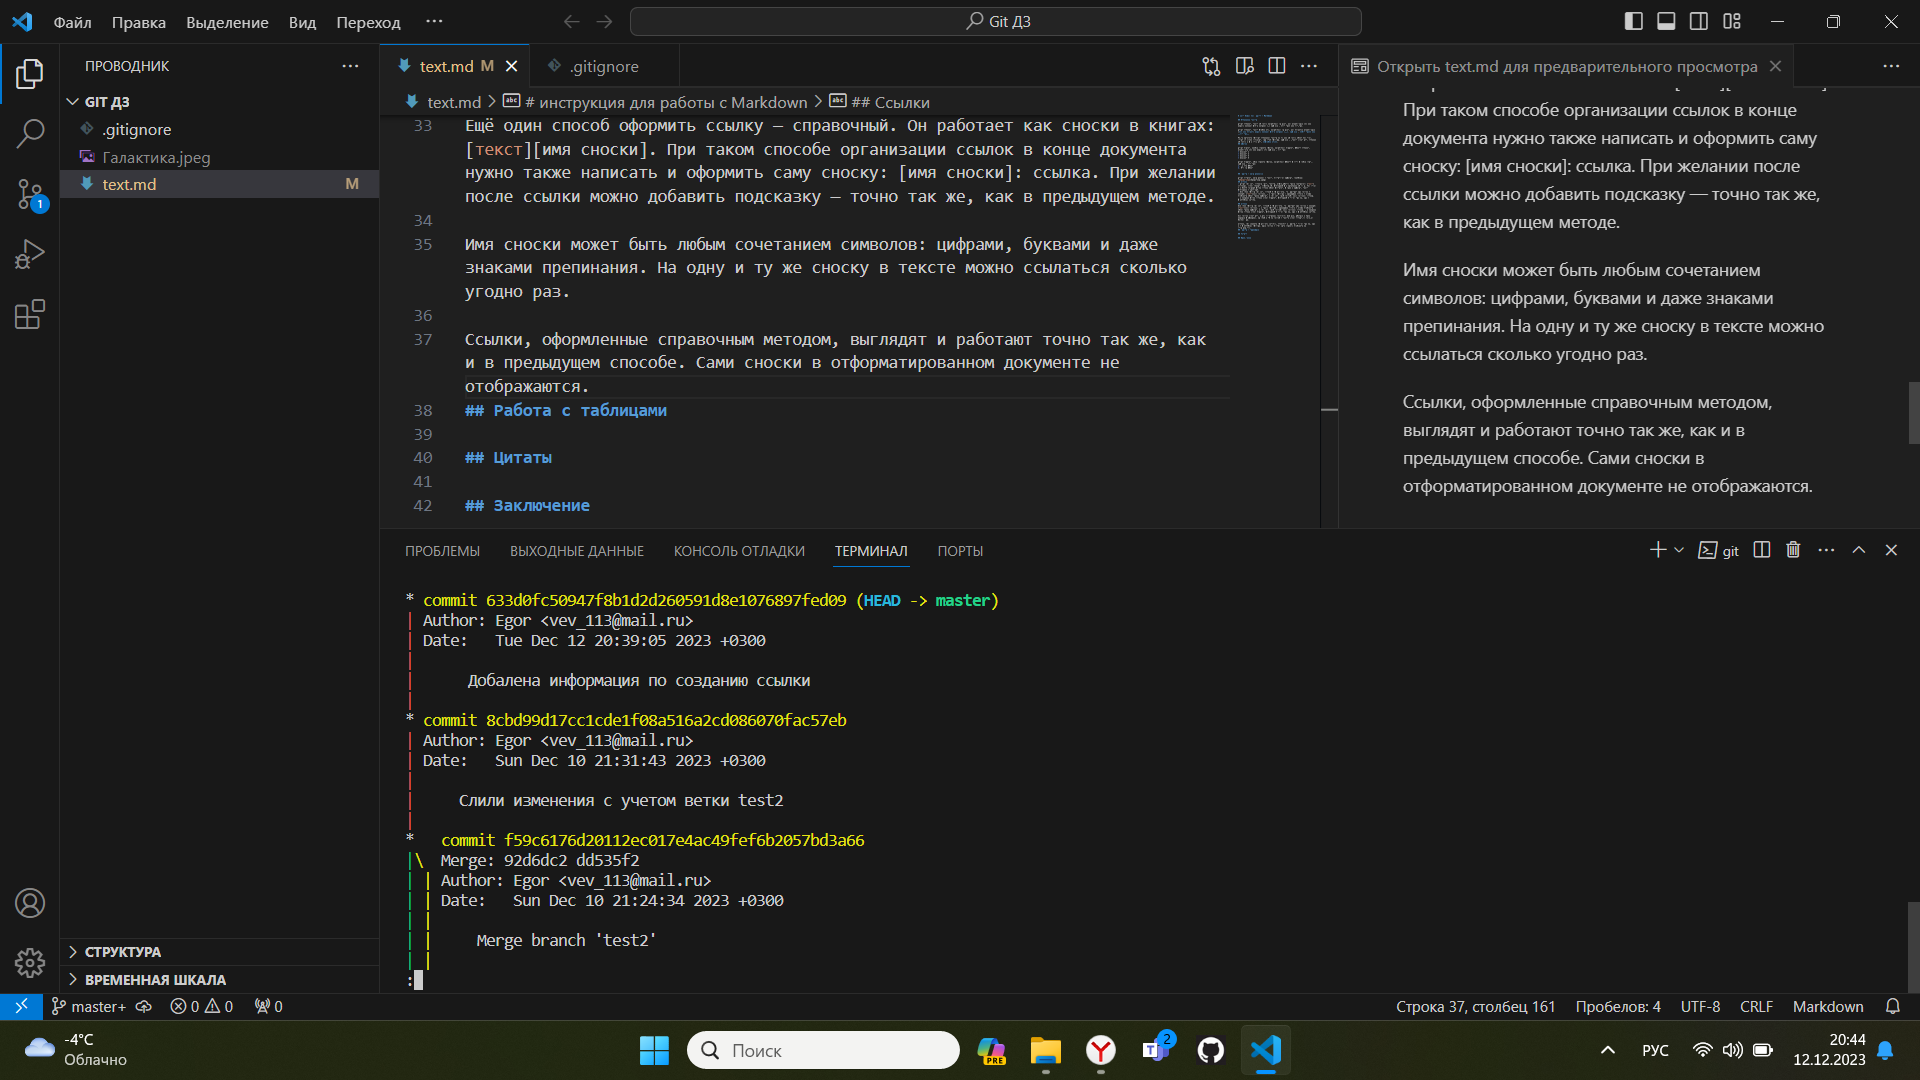 Файл Правка Выделение Вид Переход ··· Git ДЗ
ПРОВОДНИК
GIT ДЗ
.gitignore
Галактика.jpeg
text.md M
СТРУКТУРА
ВРЕМЕННАЯ ШКАЛА
1
text.md M
.gitignore
text.md > # инструкция для работы с Markdown > ## Ссылки
33 Ещё один способ оформить ссылку — справочный. Он работает как сноски в книгах:
[текст][имя сноски]. При таком способе организации ссылок в конце документа
нужно также написать и оформить саму сноску: [имя сноски]: ссылка. При желании
после ссылки можно добавить подсказку — точно так же, как в предыдущем методе.
34
35 Имя сноски может быть любым сочетанием символов: цифрами, буквами и даже
знаками препинания. На одну и ту же сноску в тексте можно ссылаться сколько
угодно раз.
36
37 Ссылки, оформленные справочным методом, выглядят и работают точно так же, как
и в предыдущем способе. Сами сноски в отформатированном документе не
отображаются.
38 ## Работа с таблицами
39
40 ## Цитаты
41
42 ## Заключение
Открыть text.md для предварительного просмотра
При таком способе организации ссылок в конце
документа нужно также написать и оформить саму
сноску: [имя сноски]: ссылка. При желании после
ссылки можно добавить подсказку — точно так же,
как в предыдущем методе.
Имя сноски может быть любым сочетанием
символов: цифрами, буквами и даже знаками
препинания. На одну и ту же сноску в тексте можно
ссылаться сколько угодно раз.
Ссылки, оформленные справочным методом,
выглядят и работают точно так же, как и в
предыдущем способе. Сами сноски в
отформатированном документе не отображаются.
ПРОБЛЕМЫ ВЫХОДНЫЕ ДАННЫЕ КОНСОЛЬ ОТЛАДКИ ТЕРМИНАЛ ПОРТЫ git
* commit 633d0fc50947f8b1d2d260591d8e1076897fed09 (HEAD -> master)
| Author: Egor <vev_113@mail.ru>
| Date:   Tue Dec 12 20:39:05 2023 +0300
|
|      Добалена информация по созданию ссылки
|
* commit 8cbd99d17cc1cde1f08a516a2cd086070fac57eb
| Author: Egor <vev_113@mail.ru>
| Date:   Sun Dec 10 21:31:43 2023 +0300
|
|     Слили изменения с учетом ветки test2
|
*   commit f59c6176d20112ec017e4ac49fef6b2057bd3a66
|\  Merge: 92d6dc2 dd535f2
| | Author: Egor <vev_113@mail.ru>
| | Date:   Sun Dec 10 21:24:34 2023 +0300
| |
| |     Merge branch 'test2'
| |
:
master+ 0 0 0 Строка 37, столбец 161 Пробелов: 4 UTF-8 CRLF Markdown
-4°C
Облачно
Поиск
PRE
2
РУС
20:44
12.12.2023